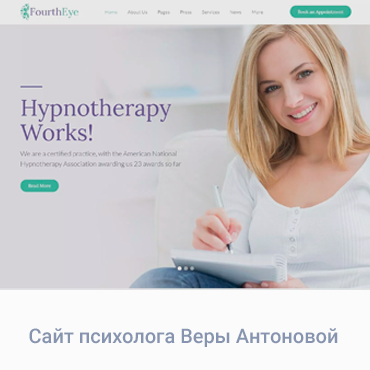 FourthEye
Home About Us Pages Prices Services News More
Book an Appointment
Hypnotherapy
Works!
We are a certified practice, with the American National
Hypnotherapy Association awarding us 23 awards so far
Read More
Сайт психолога Веры Антоновой